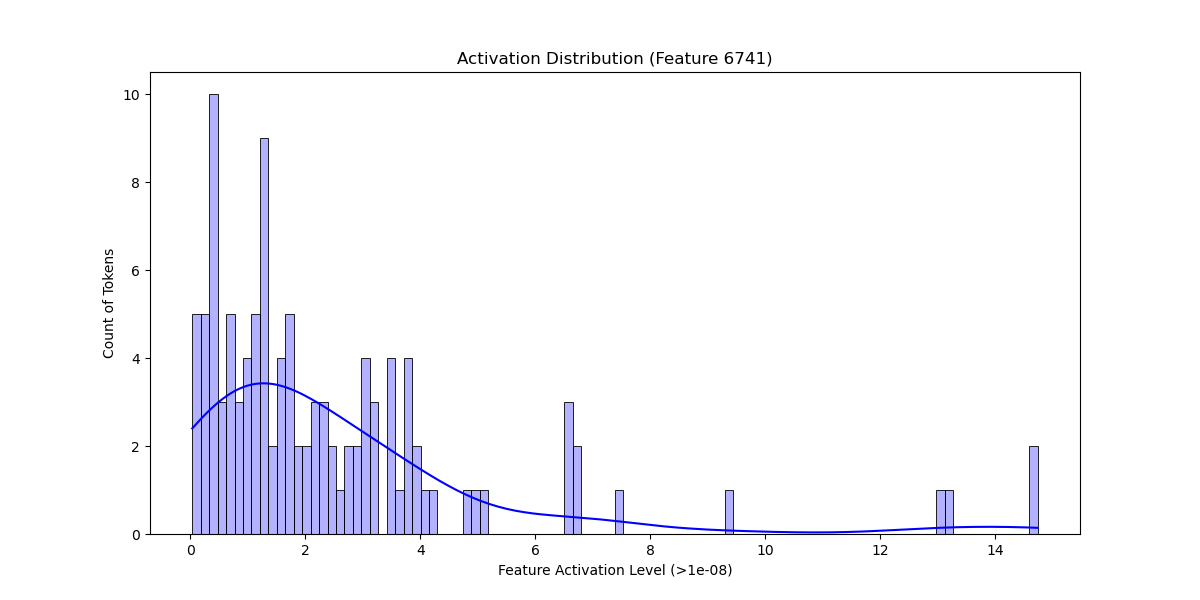 Activation Distribution (Feature 6741)
10
8
6
4
2
0
Count of Tokens
0 2 4 6 8 10 12 14
Feature Activation Level (>1e-08)